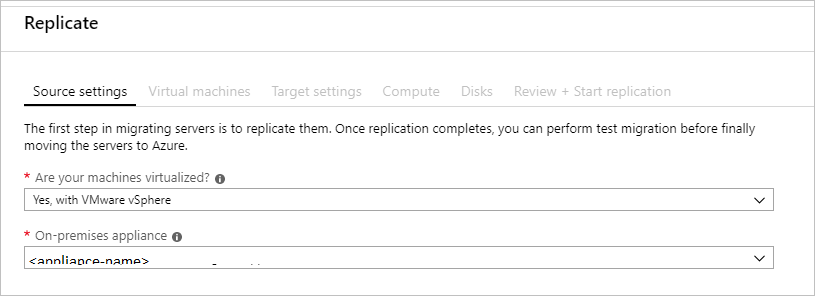 Replicate
Source settings Virtual machines Target settings Compute Disks Review + Start replication
The first step in migrating servers is to replicate them. Once replication completes, you can perform test migration before finally
moving the servers to Azure.
* Are your machines virtualized?
Yes, with VMware vSphere
* On-premises appliance
<appliance-name>